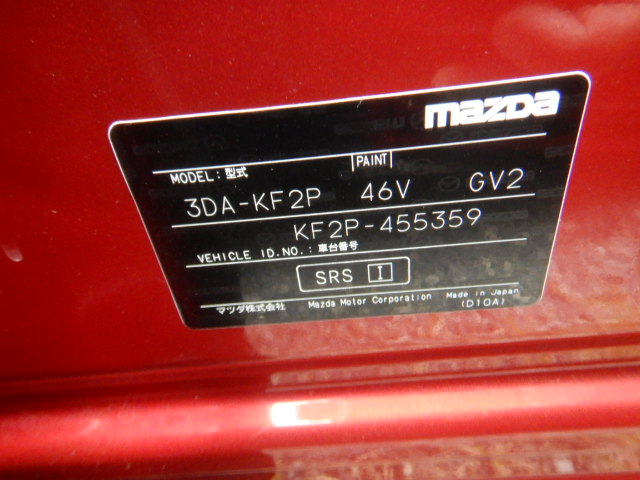 mazda
MODEL：型式 PAINT
3DA-KF2P 46V GV2
KF2P-455359
VEHICLE ID.NO.：車台番号
SRS I
マツダ株式会社 Mazda Motor Corporation Made in Japan
(D10A)